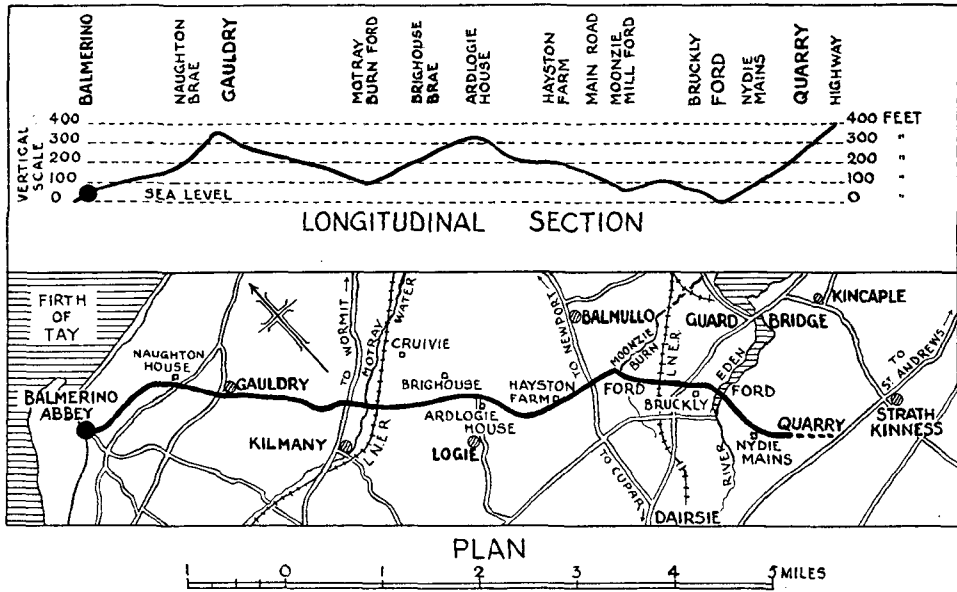 BALMERINO
NAUGHTON
BRAE
GAULDRY
MOTRAY
BURN FORD
BRIGHOUSE
BRAE
ARDLOGIE
HOUSE
HAYSTON
FARM
MAIN ROAD
MOONZIE
MILL FORD
BRUCKLY
FORD
NYDIE
MAINS
QUARRY
HIGHWAY
VERTICAL
SCALE
400
300
200
100
0
400 FEET
300 "
200 "
100 "
0 "
SEA LEVEL
LONGITUDINAL SECTION
FIRTH
OF
TAY
NAUGHTON
HOUSE
BALMERINO
ABBEY
GAULDRY
KILMANY
TO WORMIT
MOTRAY WATER
LNER
CRUIVIE
BRIGHOUSE
ARDLOGIE
HOUSE
LOGIE
HAYSTON
FARM
TO NEWPORT
BALMULLO
MOONZIE
BURN
FORD
LNER
BRUCKLY
TO CUPAR
DAIRSIE
GUARD BRIDGE
EDEN
RIVER
FORD
NYDIE
MAINS
QUARRY
KINCAPLE
TO
ST. ANDREWS
STRATH
KINNESS
PLAN
1 0 1 2 3 4 5 MILES